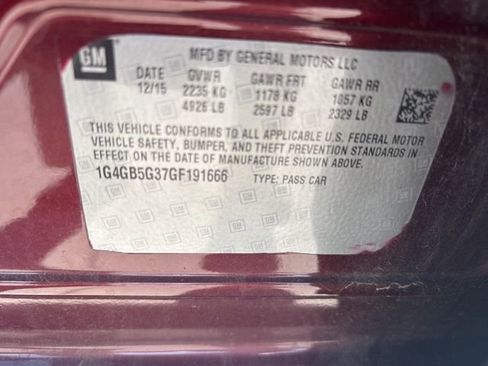 GM
MFD BY GENERAL MOTORS LLC
DATE GVWR GAWR FRT GAWR RR
12/15 2235 KG 1178 KG 1057 KG
4926 LB 2597 LB 2329 LB
THIS VEHICLE CONFORMS TO ALL APPLICABLE U.S. FEDERAL MOTOR
VEHICLE SAFETY, BUMPER, AND THEFT PREVENTION STANDARDS IN
EFFECT ON THE DATE OF MANUFACTURE SHOWN ABOVE.
1G4GB5G37GF191666 TYPE: PASS CAR